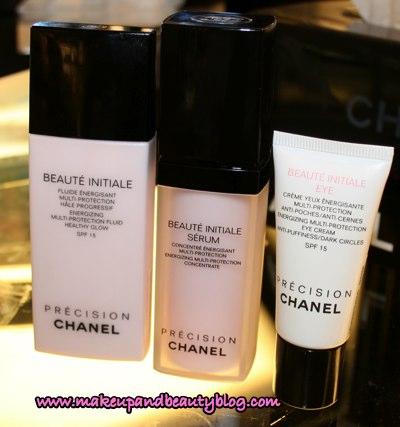 BEAUTÉ INITIALE
FLUIDE ÉNERGISANT
MULTI-PROTECTION
HÂLE PROGRESSIF
ENERGIZING
MULTI-PROTECTION FLUID
HEALTHY GLOW
SPF 15
PRÉCISION
CHANEL
BEAUTÉ INITIALE
SÉRUM
CONCENTRÉ ÉNERGISANT
MULTI-PROTECTION
ENERGIZING MULTI-PROTECTION
CONCENTRATE
PRÉCISION
CHANEL
BEAUTÉ INITIALE
EYE
CRÈME YEUX ÉNERGISANTE
MULTI-PROTECTION
ANTI-POCHES/ANTI-CERNES
ENERGIZING MULTI-PROTECTION
EYE CREAM
ANTI-PUFFINESS/DARK CIRCLES
SPF 15
PRÉCISION
CHANEL
CH
www.makeupandbeautyblog.com